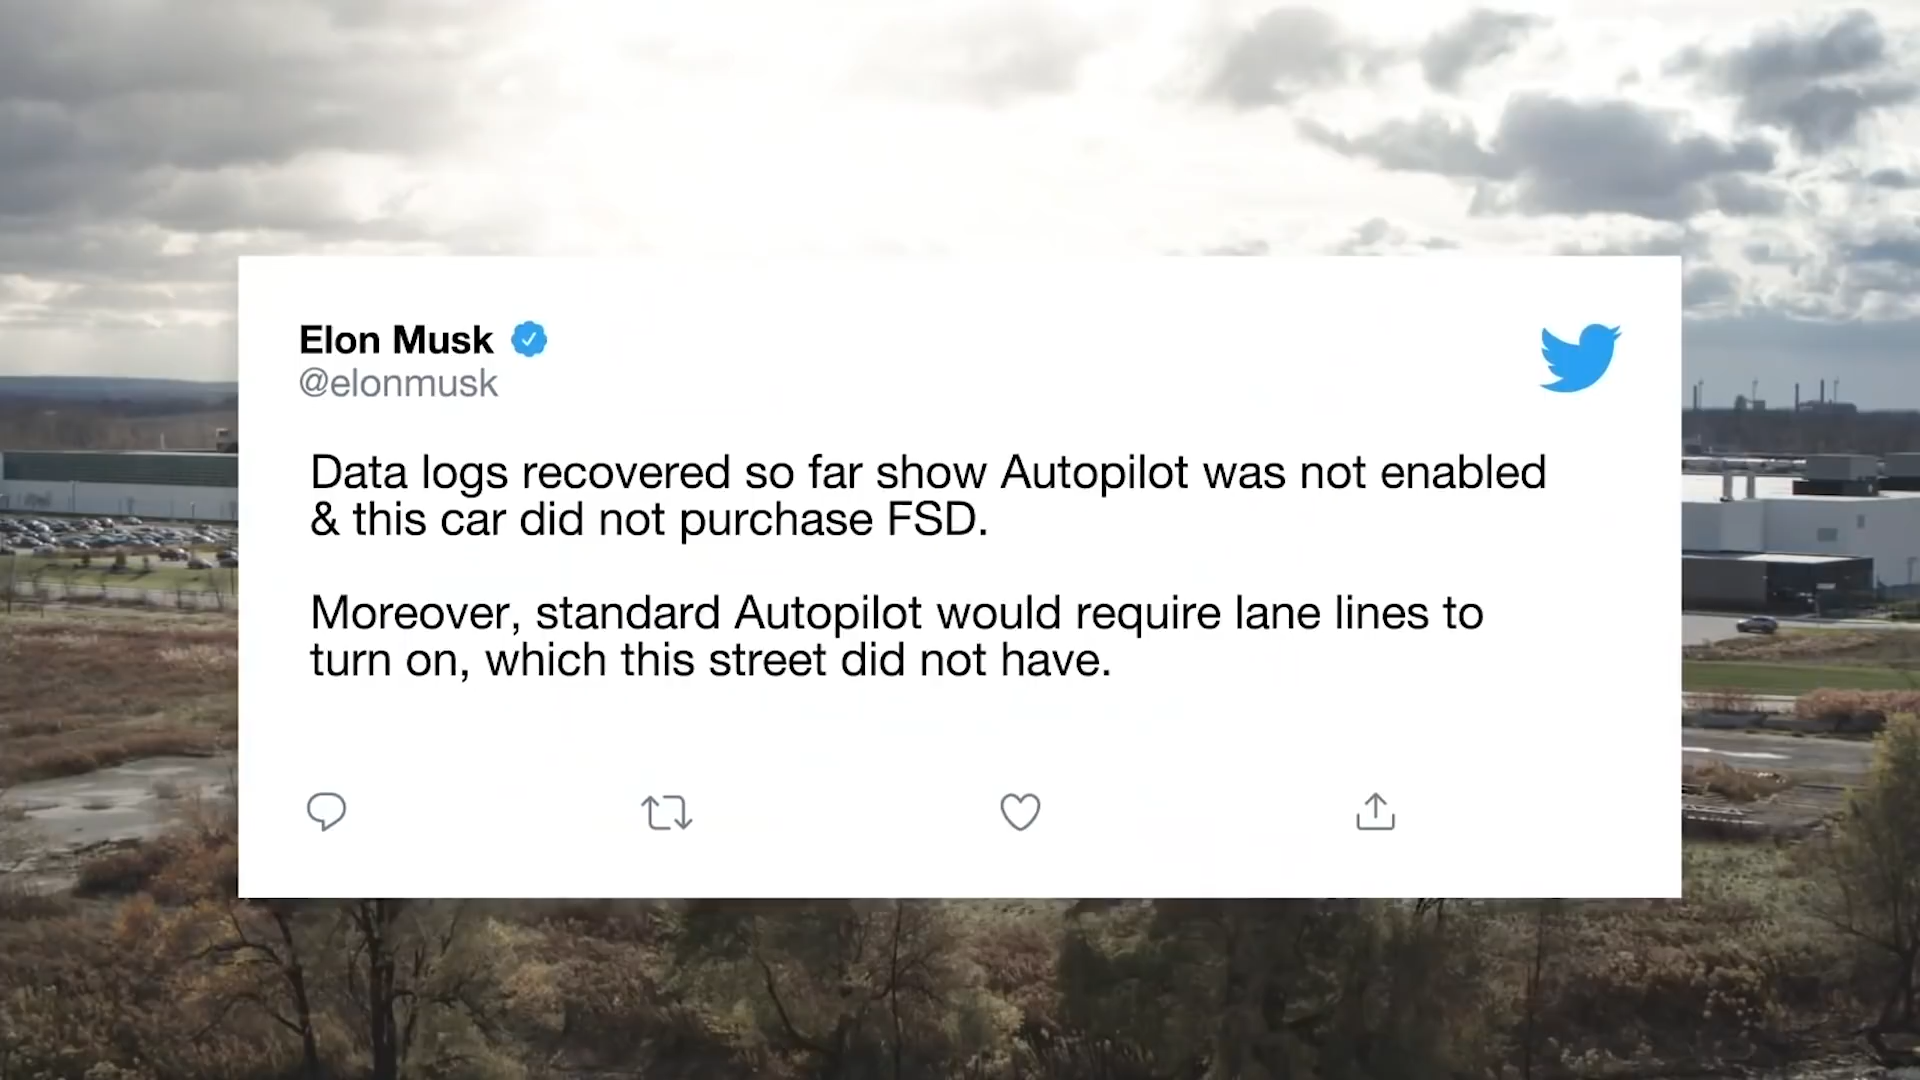 Elon Musk
@elonmusk
Data logs recovered so far show Autopilot was not enabled
& this car did not purchase FSD.
Moreover, standard Autopilot would require lane lines to
turn on, which this street did not have.